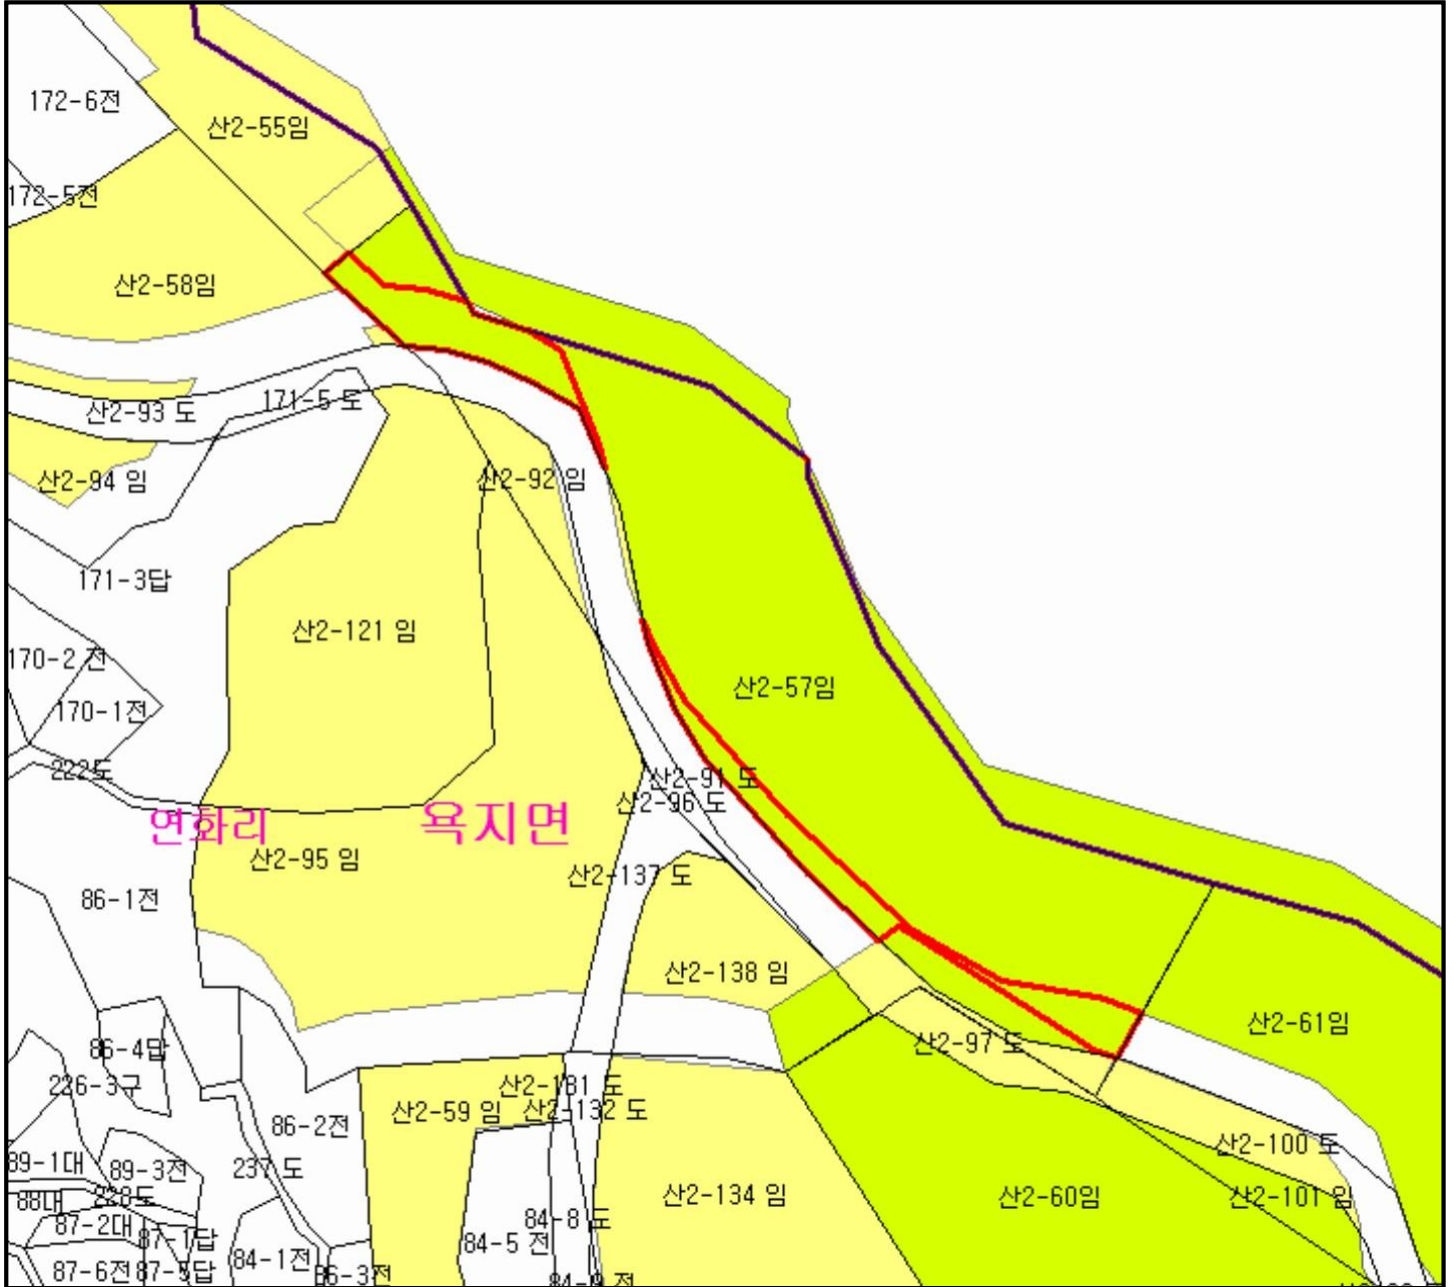 172-6전
산2-55임
172-5전
산2-58임
산2-93 도
171-5 도
산2-94 임
산2-92 임
171-3답
산2-121 임
170-2 전
산2-57임
170-1전
222도
산2-91 도
산2-96 도
연화리
욕지면
산2-95 임
산2-137 도
86-1전
산2-138 임
산2-61임
86-4답
산2-97 도
226-3구
산2-131 도
산2-59 임
산2-132 도
86-2전
산2-100 도
89-1대
89-3전
237 도
88대
228도
산2-134 임
산2-60임
산2-101 임
87-2대
87-1답
84-8 도
84-5 전
84-1전
87-6전
87-5답
86-3전
84-9 전